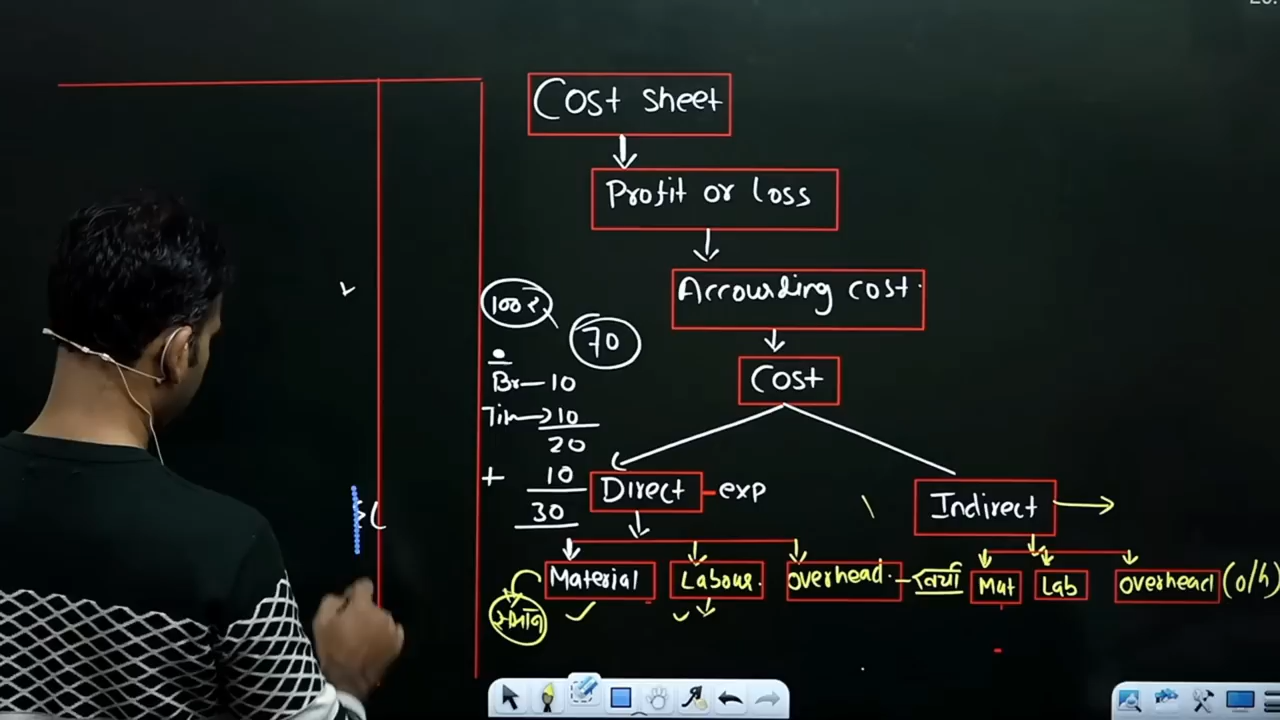 Cost sheet
Profit or loss
Accounding cost.
Cost
100₹
70
Br—10
10
20
+ 10
30
Direct - exp
Indirect
Material
Labour.
overhead.
खर्चा
Mat
Lab
overhead (o/h)
सामान